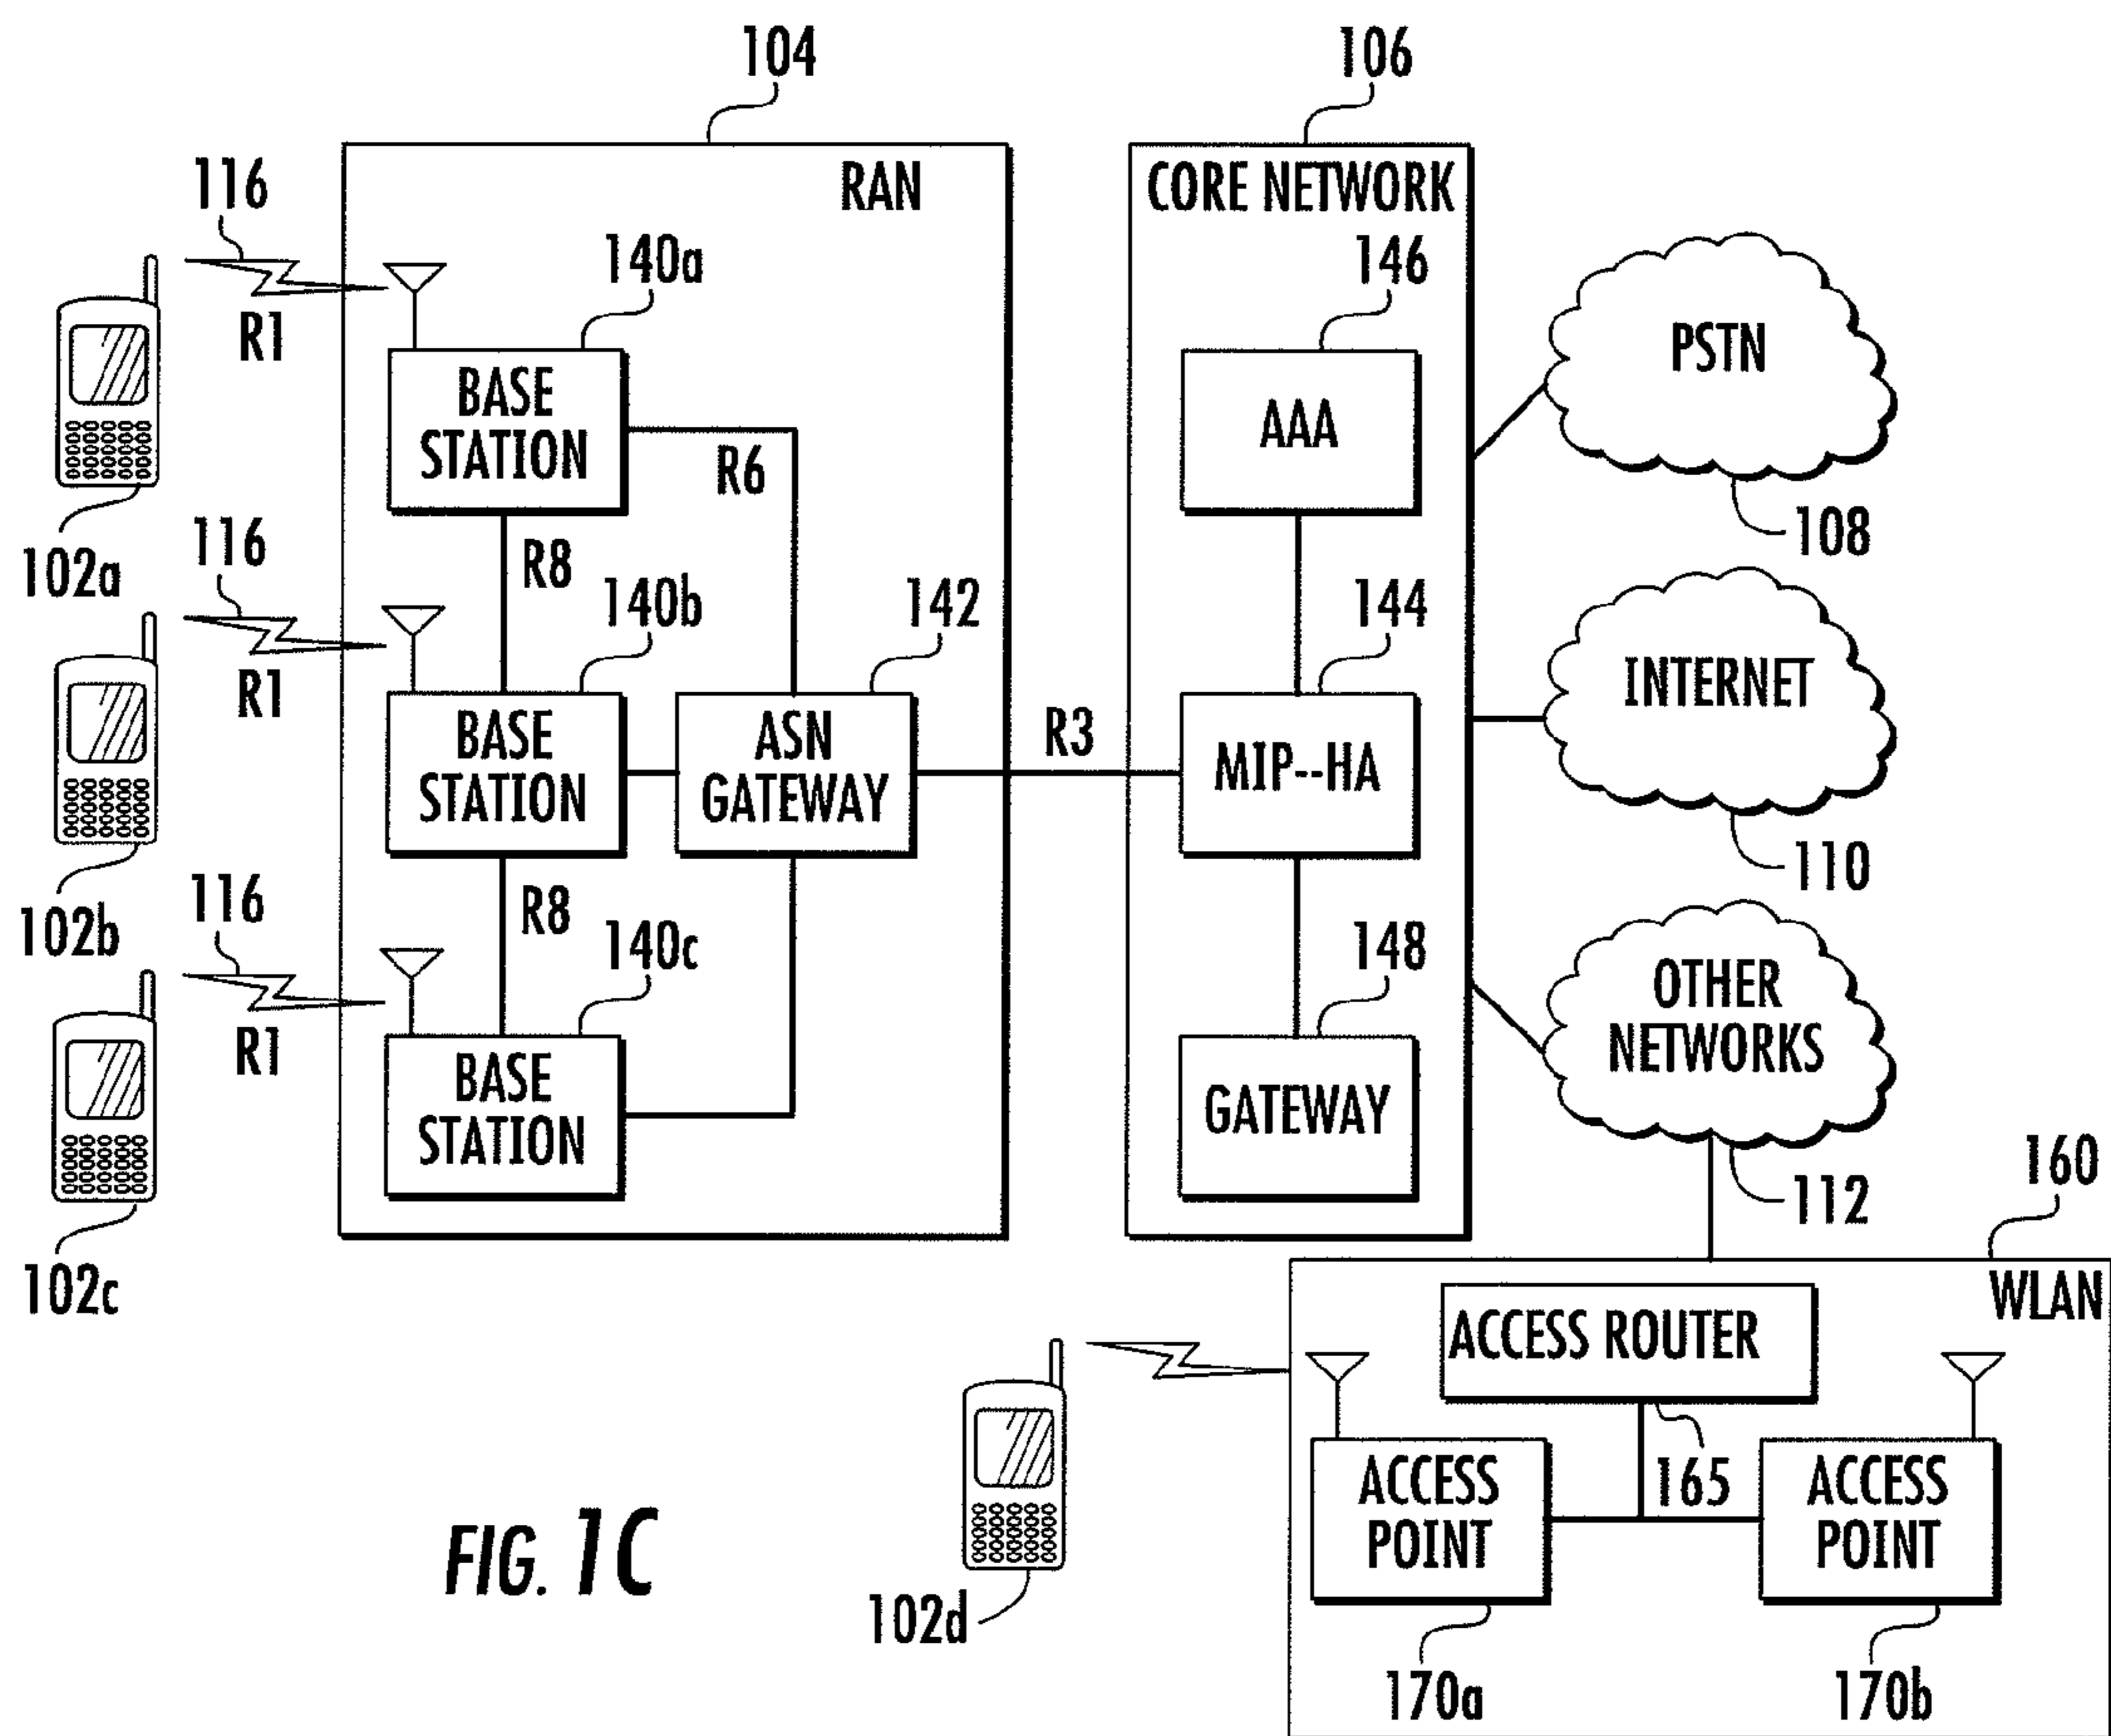 104
106
RAN
CORE NETWORK
116
R1
140a
146
PSTN
BASE
STATION
AAA
R6
108
102a
116
R8
R1
140b
142
144
INTERNET
BASE
STATION
ASN
GATEWAY
R3
MIP--HA
110
102b
116
R8
R1
140c
148
OTHER
NETWORKS
BASE
STATION
GATEWAY
112
160
102c
WLAN
ACCESS ROUTER
165
ACCESS
POINT
ACCESS
POINT
FIG. 1C
102d
170a
170b